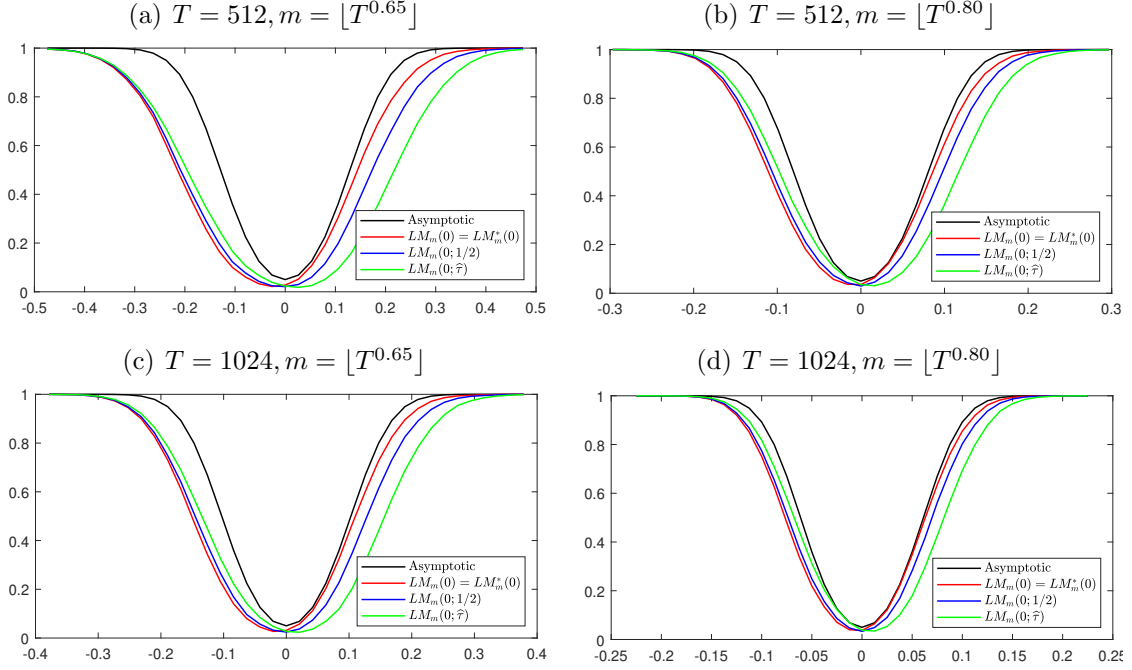 (a) T = 512, m = ⌊T^{0.65}⌋
1
0.8
0.6
0.4
0.2
0
-0.5 -0.4 -0.3 -0.2 -0.1 0 0.1 0.2 0.3 0.4 0.5
Asymptotic
LM_m(0) = LM*_m(0)
LM_m(0; 1/2)
LM_m(0; τ̂)
(b) T = 512, m = ⌊T^{0.80}⌋
1
0.8
0.6
0.4
0.2
0
-0.3 -0.2 -0.1 0 0.1 0.2 0.3
Asymptotic
LM_m(0) = LM*_m(0)
LM_m(0; 1/2)
LM_m(0; τ̂)
(c) T = 1024, m = ⌊T^{0.65}⌋
1
0.8
0.6
0.4
0.2
0
-0.4 -0.3 -0.2 -0.1 0 0.1 0.2 0.3 0.4
Asymptotic
LM_m(0) = LM*_m(0)
LM_m(0; 1/2)
LM_m(0; τ̂)
(d) T = 1024, m = ⌊T^{0.80}⌋
1
0.8
0.6
0.4
0.2
0
-0.25 -0.2 -0.15 -0.1 -0.05 0 0.05 0.1 0.15 0.2 0.25
Asymptotic
LM_m(0) = LM*_m(0)
LM_m(0; 1/2)
LM_m(0; τ̂)